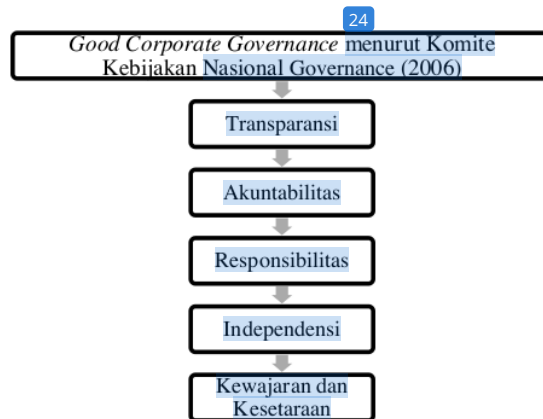 24
Good Corporate Governance menurut Komite
Kebijakan Nasional Governance (2006)
Transparansi
Akuntabilitas
Responsibilitas
Independensi
Kewajaran dan
Kesetaraan